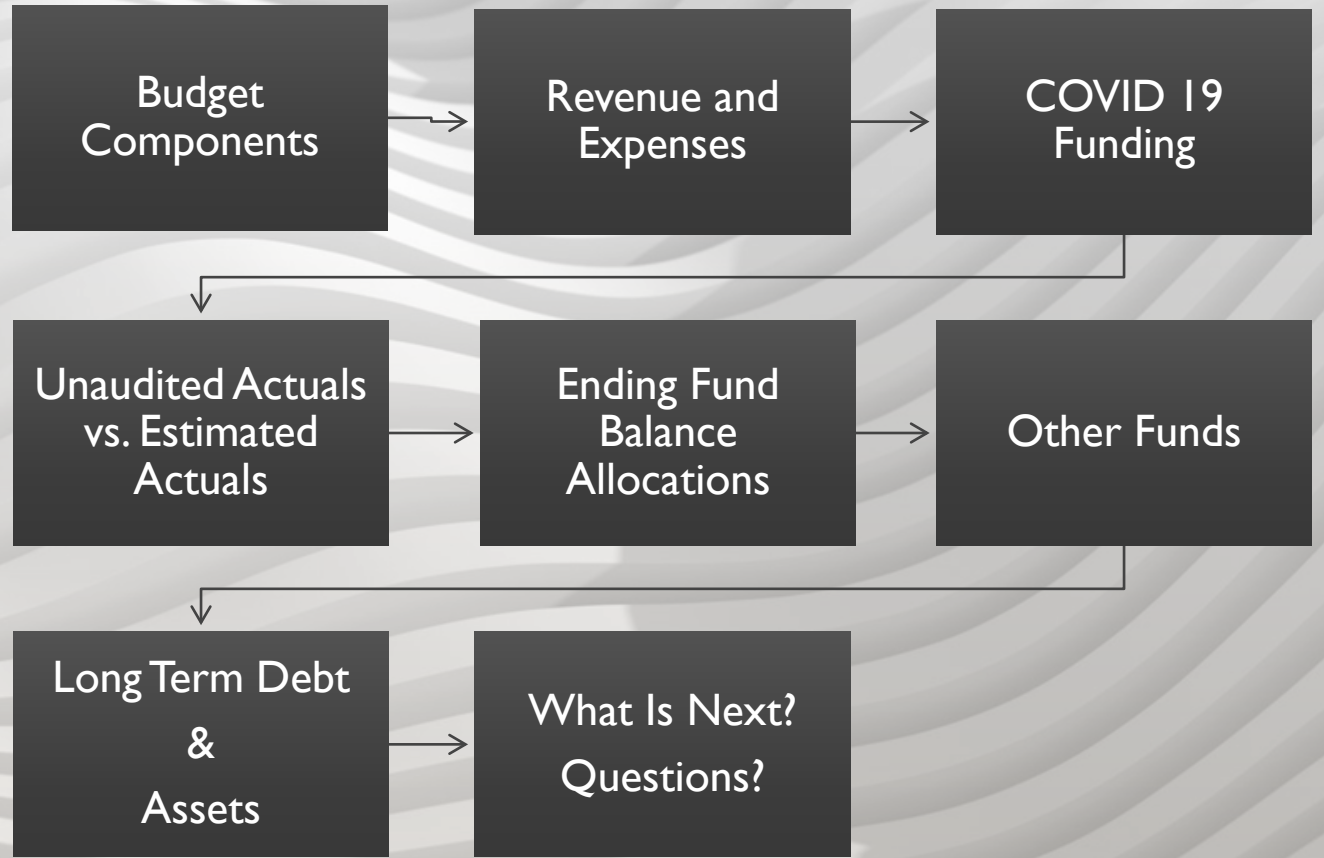 Budget
Components
Revenue and
Expenses
COVID 19
Funding
Unaudited Actuals
vs. Estimated
Actuals
Ending Fund
Balance
Allocations
Other Funds
Long Term Debt
&
Assets
What Is Next?
Questions?